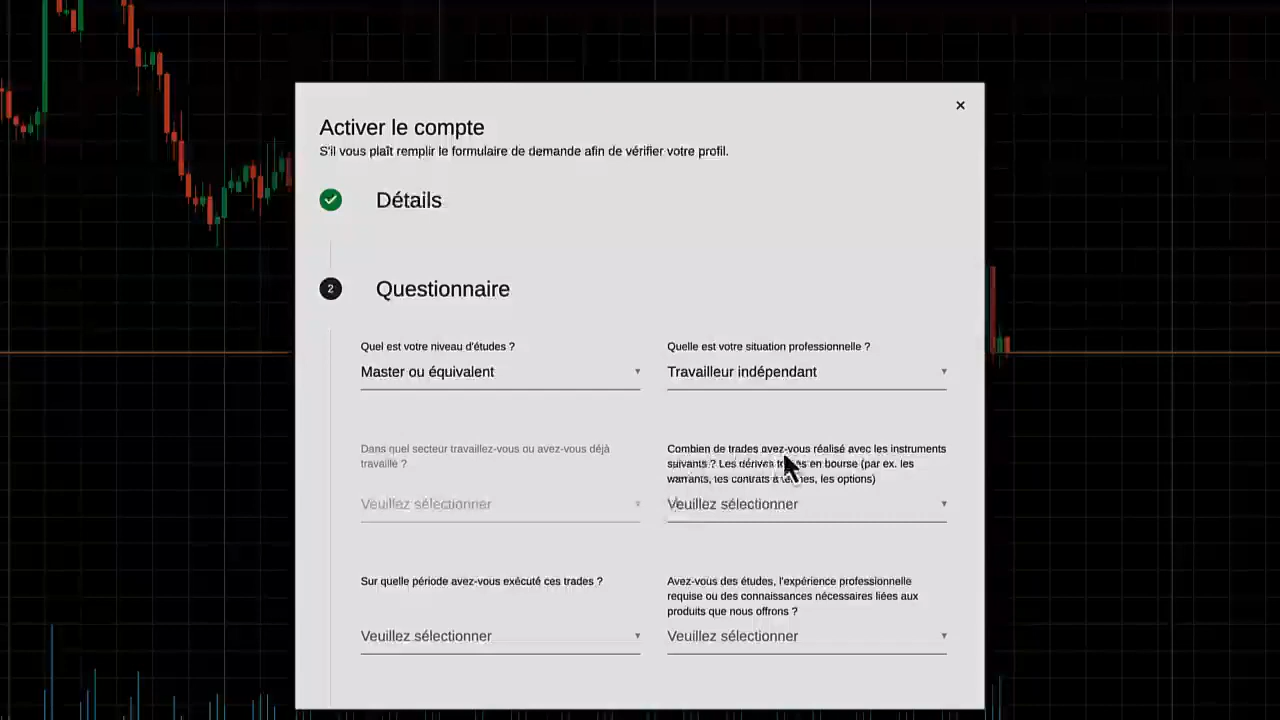 Activer le compte
S'il vous plaît remplir le formulaire de demande afin de vérifier votre profil.
Détails
2
Questionnaire
Quel est votre niveau d'études ?
Master ou équivalent
Quelle est votre situation professionnelle ?
Travailleur indépendant
Dans quel secteur travaillez-vous ou avez-vous déjà
travaillé ?
Veuillez sélectionner
Combien de trades avez-vous réalisé avec les instruments
suivants ? Les dérivés en bourse (par ex. les
warrants, les contrats à termes, les options)
Veuillez sélectionner
Sur quelle période avez-vous exécuté ces trades ?
Veuillez sélectionner
Avez-vous des études, l'expérience professionnelle
requise ou des connaissances nécessaires liées aux
produits que nous offrons ?
Veuillez sélectionner